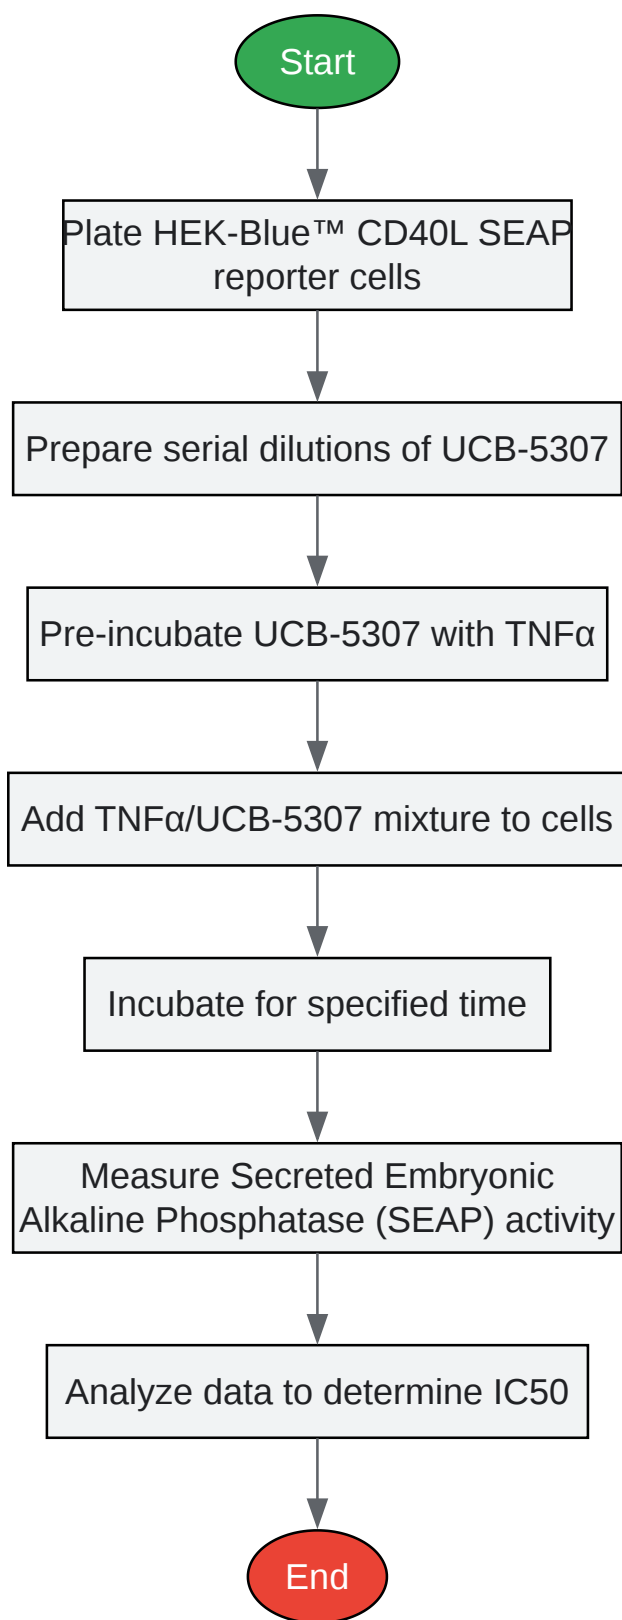 Start
Plate HEK-Blue™ CD40L SEAP
reporter cells
Prepare serial dilutions of UCB-5307
Pre-incubate UCB-5307 with TNFα
Add TNFα/UCB-5307 mixture to cells
Incubate for specified time
Measure Secreted Embryonic
Alkaline Phosphatase (SEAP) activity
Analyze data to determine IC50
End